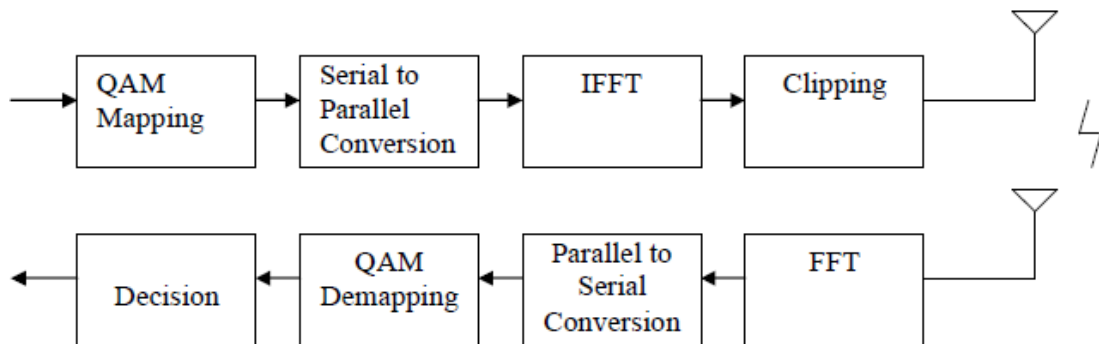 QAM
Mapping
Serial to
Parallel
Conversion
IFFT
Clipping
Decision
QAM
Demapping
Parallel to
Serial
Conversion
FFT